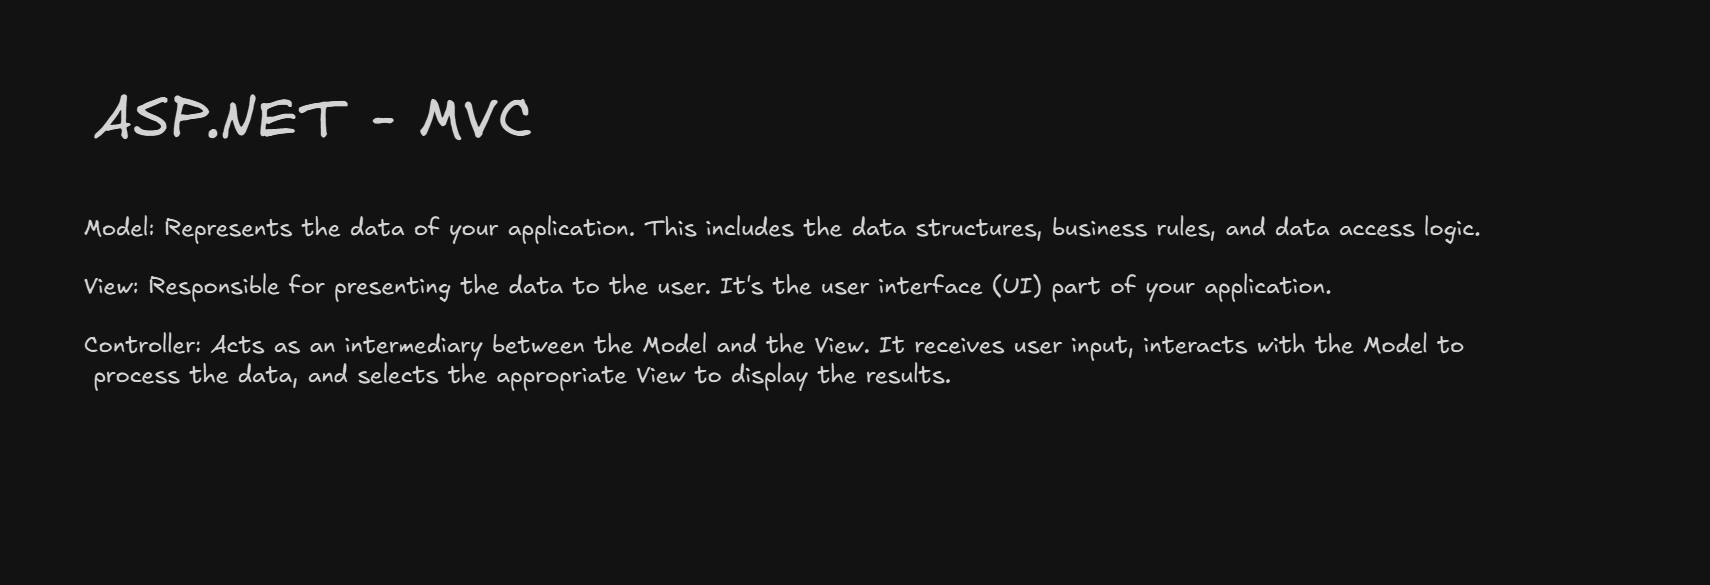 ASP.NET - MVC
Model: Represents the data of your application. This includes the data structures, business rules, and data access logic.
View: Responsible for presenting the data to the user. It's the user interface (UI) part of your application.
Controller: Acts as an intermediary between the Model and the View. It receives user input, interacts with the Model to
process the data, and selects the appropriate View to display the results.